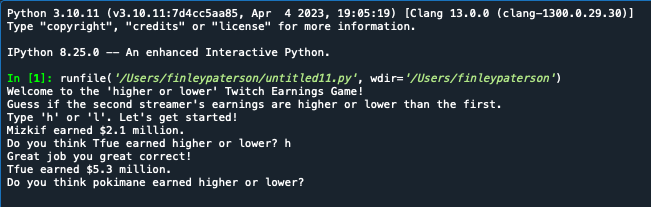 Python 3.10.11 (v3.10.11:7d4cc5aa85, Apr  4 2023, 19:05:19) [Clang 13.0.0 (clang-1300.0.29.30)]
Type "copyright", "credits" or "license" for more information.
IPython 8.25.0 -- An enhanced Interactive Python.
In [1]: runfile('/Users/finleypaterson/untitled11.py', wdir='/Users/finleypaterson')
Welcome to the 'higher or lower' Twitch Earnings Game!
Guess if the second streamer's earnings are higher or lower than the first.
Type 'h' or 'l'. Let's get started!
Mizkif earned $2.1 million.
Do you think Tfue earned higher or lower? h
Great job you great correct!
Tfue earned $5.3 million.
Do you think pokimane earned higher or lower?